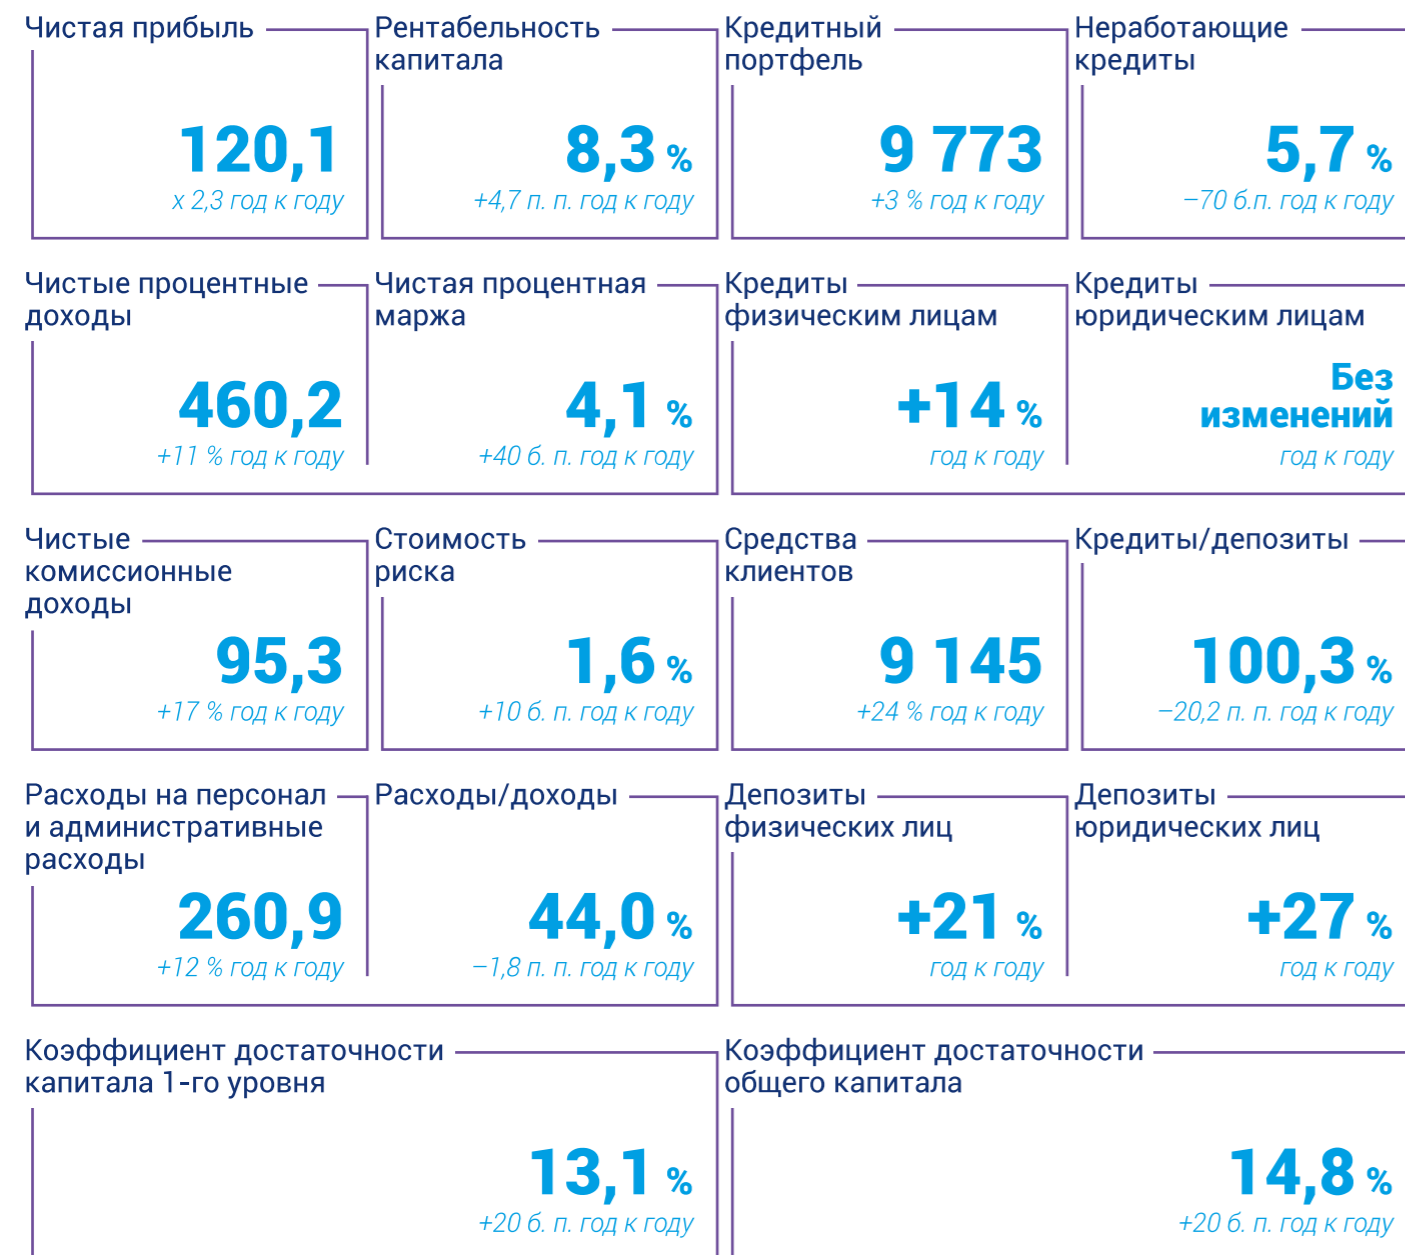 Чистая прибыль
120,1
x 2,3 год к году
Рентабельность
капитала
8,3 %
+4,7 п. п. год к году
Кредитный
портфель
9 773
+3 % год к году
Неработающие
кредиты
5,7 %
−70 б.п. год к году
Чистые процентные
доходы
460,2
+11 % год к году
Чистая процентная
маржа
4,1 %
+40 б. п. год к году
Кредиты
физическим лицам
+14 %
год к году
Кредиты
юридическим лицам
Без
изменений
год к году
Чистые
комиссионные
доходы
95,3
+17 % год к году
Стоимость
риска
1,6 %
+10 б. п. год к году
Средства
клиентов
9 145
+24 % год к году
Кредиты/депозиты
100,3 %
−20,2 п. п. год к году
Расходы на персонал
и административные
расходы
260,9
+12 % год к году
Расходы/доходы
44,0 %
−1,8 п. п. год к году
Депозиты
физических лиц
+21 %
год к году
Депозиты
юридических лиц
+27 %
год к году
Коэффициент достаточности
капитала 1-го уровня
13,1 %
+20 б. п. год к году
Коэффициент достаточности
общего капитала
14,8 %
+20 б. п. год к году